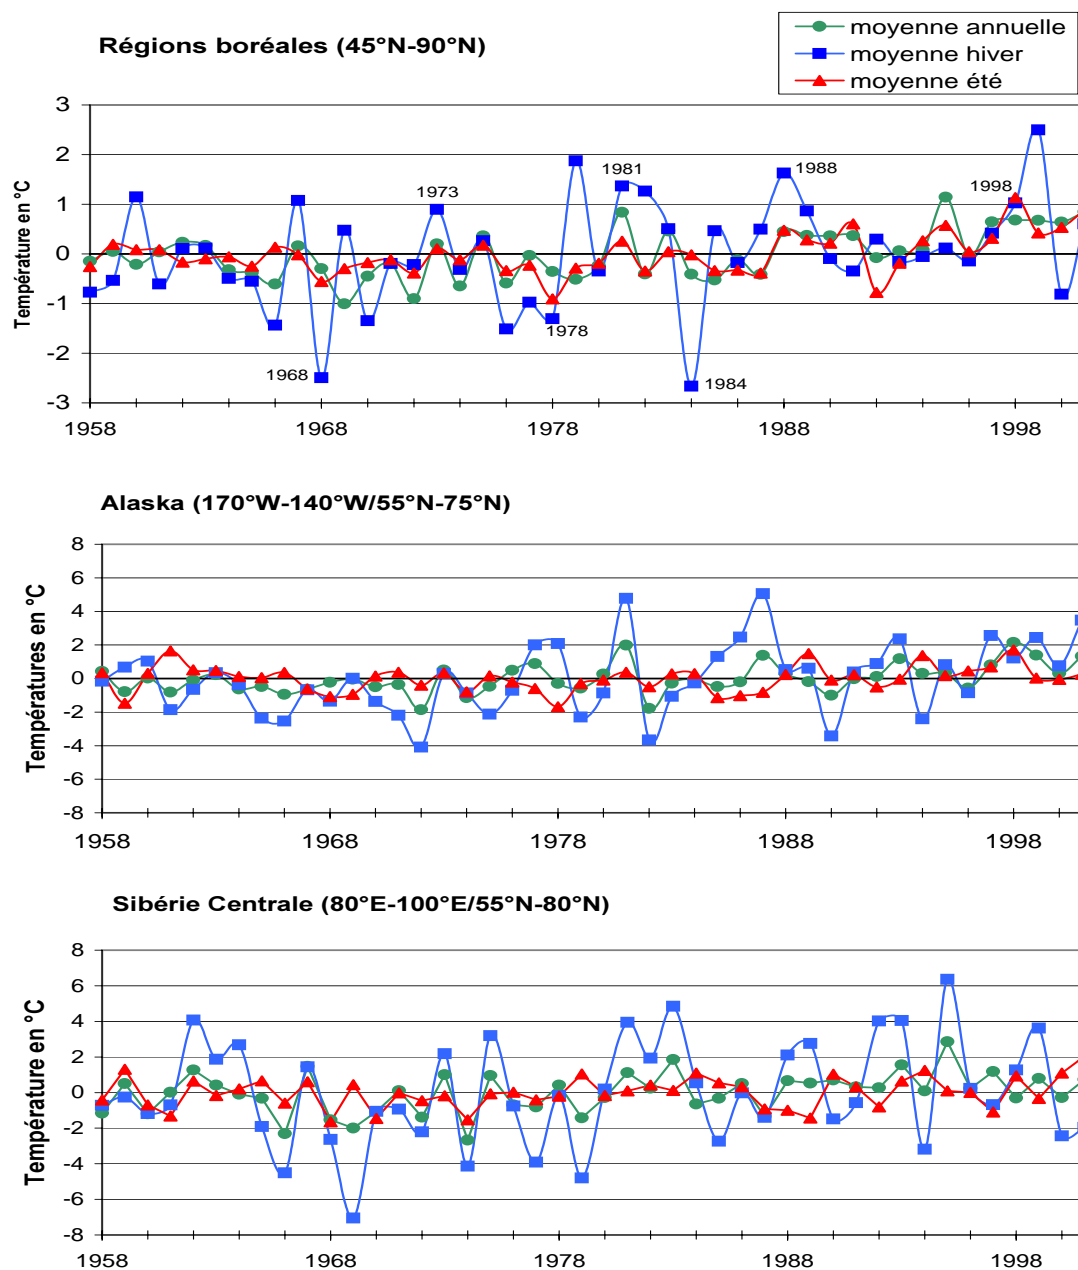 moyenne annuelle
moyenne hiver
moyenne été
Régions boréales (45°N-90°N)
Température en °C
3
2
1
0
-1
-2
-3
1968
1973
1978
1981
1984
1988
1998
1958 1968 1978 1988 1998
Alaska (170°W-140°W/55°N-75°N)
Températures en °C
8
6
4
2
0
-2
-4
-6
-8
1958 1968 1978 1988 1998
Sibérie Centrale (80°E-100°E/55°N-80°N)
Température en °C
8
6
4
2
0
-2
-4
-6
-8
1958 1968 1978 1988 1998